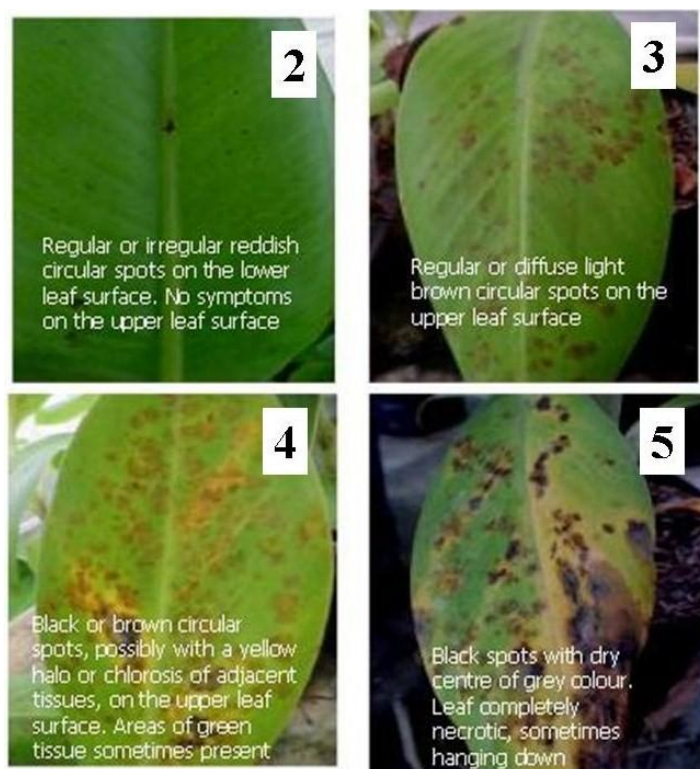 2
Regular or irregular reddish
circular spots on the lower
leaf surface. No symptoms
on the upper leaf surface
3
Regular or diffuse light
brown circular spots on the
upper leaf surface
4
Black or brown circular
spots, possibly with a yellow
halo or chlorosis of adjacent
tissues, on the upper leaf
surface. Areas of green
tissue sometimes present
5
Black spots with dry
centre of grey colour.
Leaf completely
necrotic, sometimes
hanging down